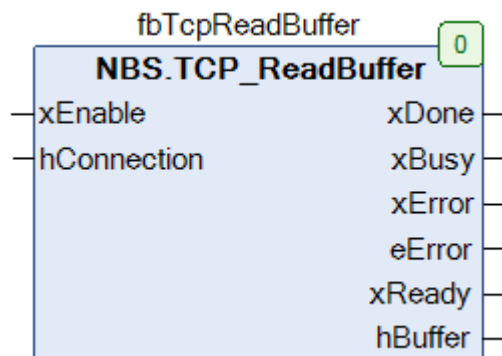 fbTcpReadBuffer
0
NBS.TCP_ReadBuffer
xEnable xDone
hConnection xBusy
xError
eError
xReady
hBuffer